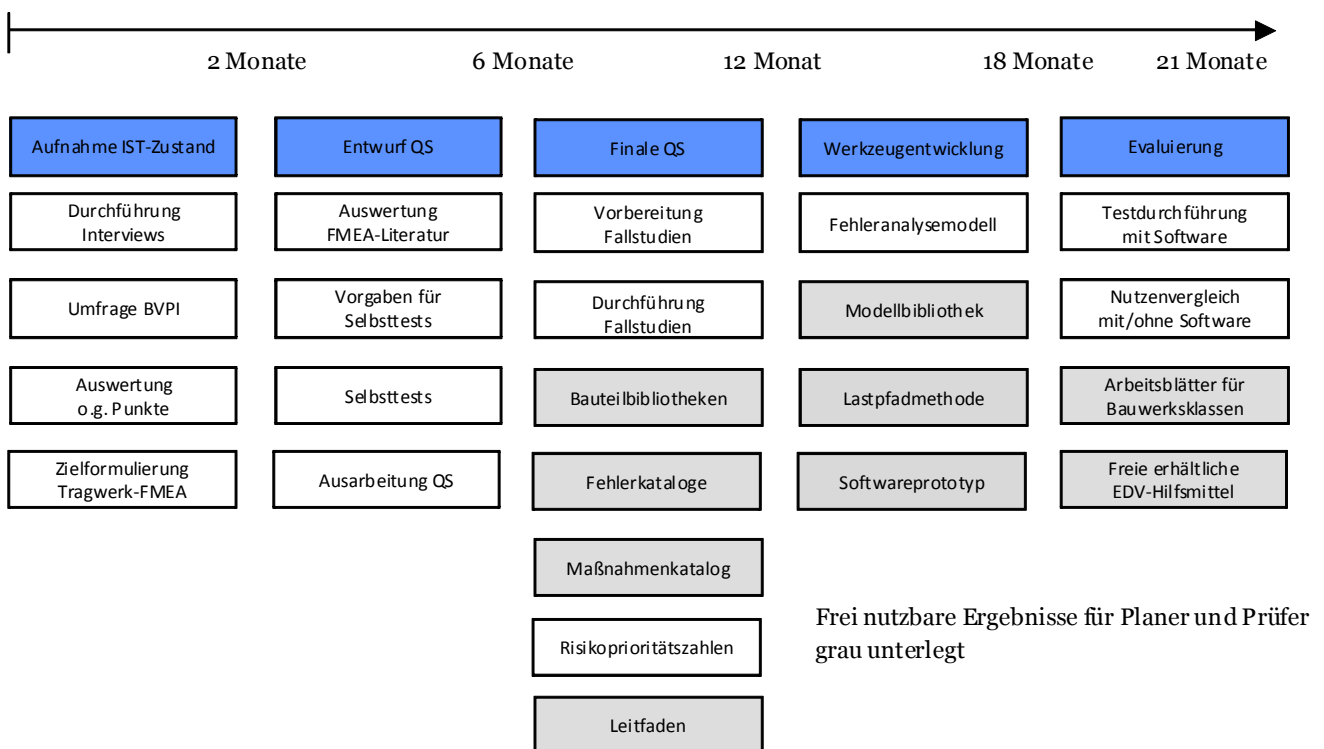 2 Monate
6 Monate
12 Monat
18 Monate
21 Monate
Aufnahme IST-Zustand
Durchführung
Interviews
Umfrage BVPI
Auswertung
o.g. Punkte
Zielformulierung
Tragwerk-FMEA
Entwurf QS
Auswertung
FMEA-Literatur
Vorgaben für
Selbsttests
Selbsttests
Ausarbeitung QS
Finale QS
Vorbereitung
Fallstudien
Durchführung
Fallstudien
Bauteilbibliotheken
Fehlerkataloge
Maßnahmenkatalog
Risikoprioritätszahlen
Leitfaden
Werkzeugentwicklung
Fehleranalysemodell
Modellbibliothek
Lastpfadmethode
Softwareprototyp
Evaluierung
Testdurchführung
mit Software
Nutzenvergleich
mit/ohne Software
Arbeitsblätter für
Bauwerksklassen
Freie erhältliche
EDV-Hilfsmittel
Frei nutzbare Ergebnisse für Planer und Prüfer
grau unterlegt